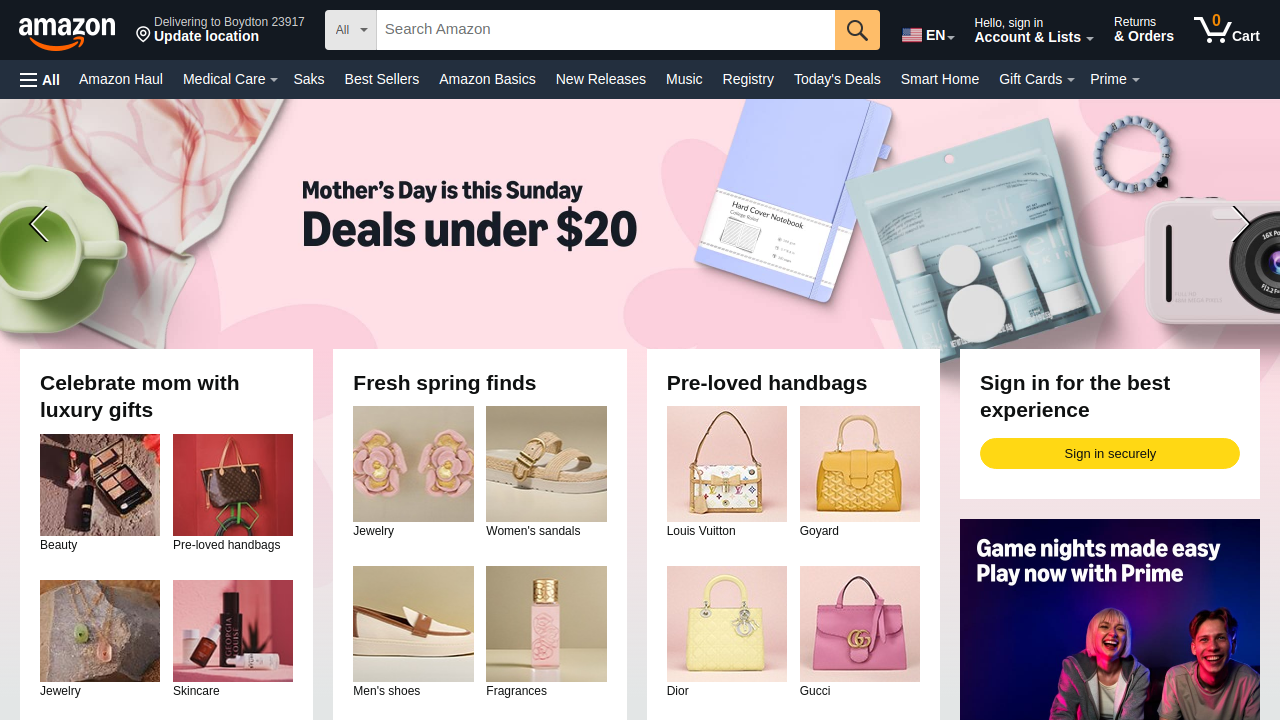 amazon
Delivering to Boydton 23917
Update location
All
Search Amazon
EN
Hello, sign in
Account & Lists
Returns
& Orders
0
Cart
All
Amazon Haul
Medical Care
Saks
Best Sellers
Amazon Basics
New Releases
Music
Registry
Today's Deals
Smart Home
Gift Cards
Prime
Mother's Day is this Sunday
Deals under $20
Hard Cover Notebook
College Ruled
16X
Celebrate mom with
luxury gifts
Beauty
Pre-loved handbags
Jewelry
Skincare
Fresh spring finds
Jewelry
Women's sandals
Men's shoes
Fragrances
Pre-loved handbags
Louis Vuitton
Goyard
Dior
Gucci
Sign in for the best
experience
Sign in securely
Game nights made easy
Play now with Prime